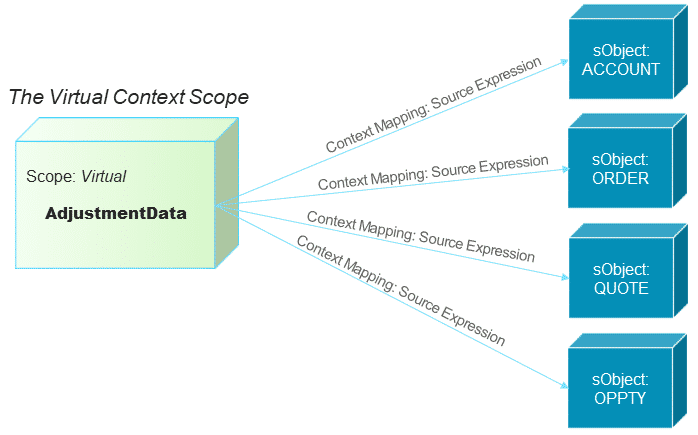 The Virtual Context Scope
Scope: Virtual
AdjustmentData
Context Mapping: Source Expression
sObject:
ACCOUNT
Context Mapping: Source Expression
sObject:
ORDER
Context Mapping: Source Expression
sObject:
QUOTE
Context Mapping: Source Expression
sObject:
OPPTY